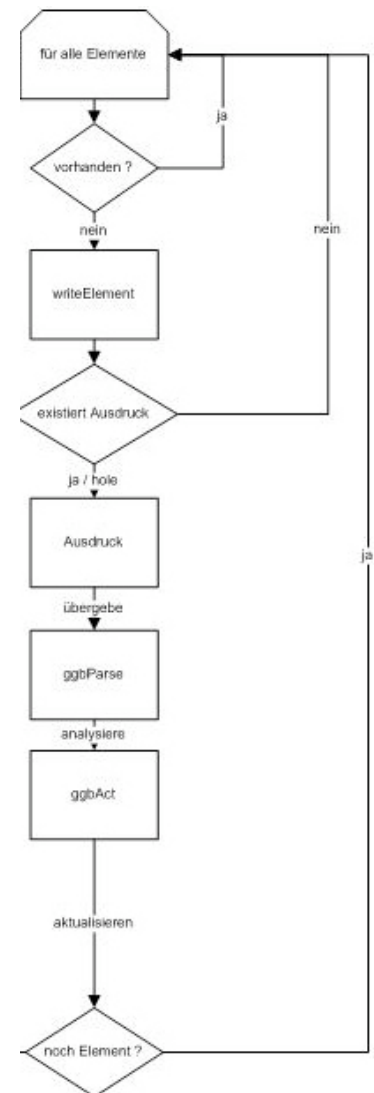 für alle Elemente
ja
vorhanden ?
nein
nein
writeElement
existiert Ausdruck
ja / hole
Ausdruck
ja
übergebe
ggbParse
analysiere
ggbAct
aktualisieren
noch Element ?